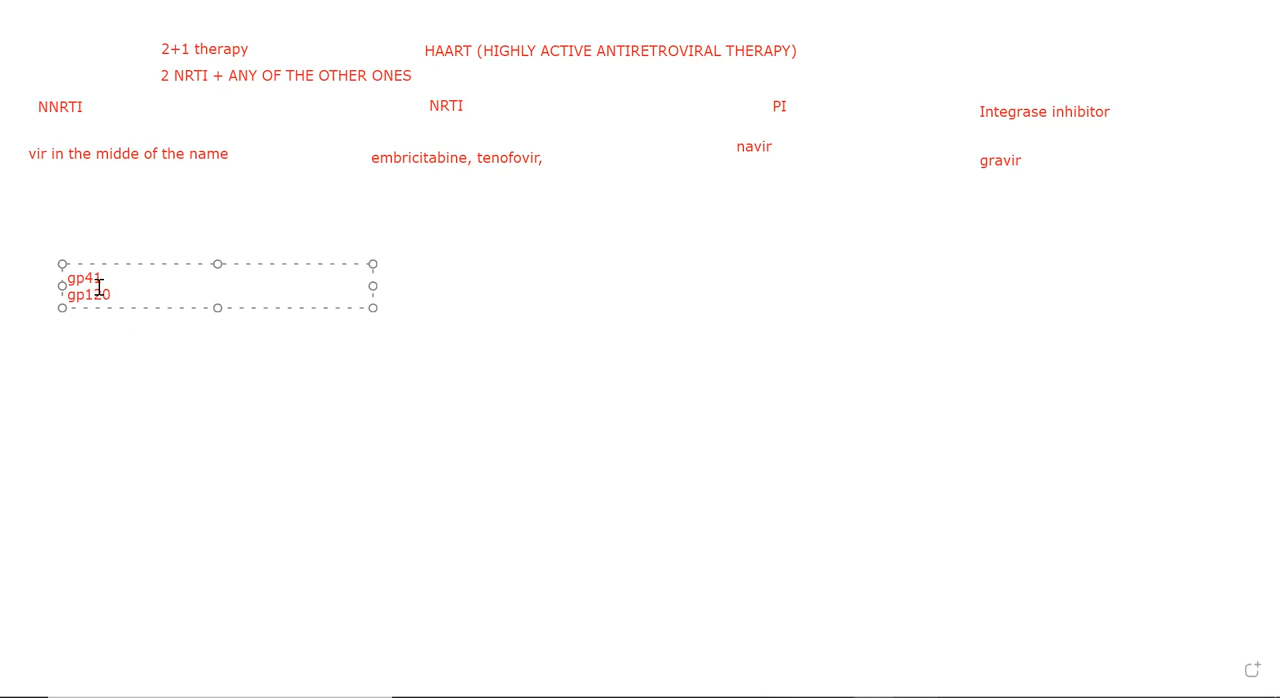 2+1 therapy
HAART (HIGHLY ACTIVE ANTIRETROVIRAL THERAPY)
2 NRTI + ANY OF THE OTHER ONES
NNRTI
NRTI
PI
Integrase inhibitor
vir in the midde of the name
embricitabine, tenofovir,
navir
gravir
gp41
gp120